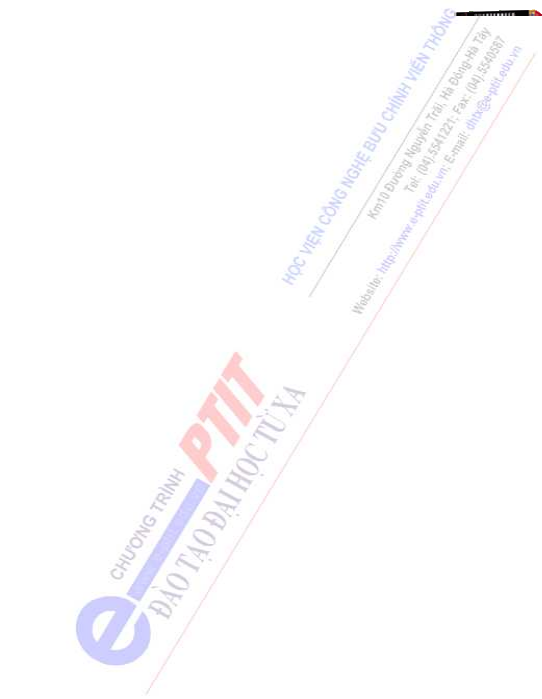 HỌC VIỆN CÔNG NGHỆ BƯU CHÍNH VIỄN THÔNG
Km10 Đường Nguyễn Trãi, Hà Đông-Hà Tây
Tel: (04).5541221; Fax: (04).5540587
Website: http://www.e-ptit.edu.vn; E-mail: dhtx@e-ptit.edu.vn
CHƯƠNG TRÌNH PTIT
e
ĐÀO TẠO ĐẠI HỌC TỪ XA